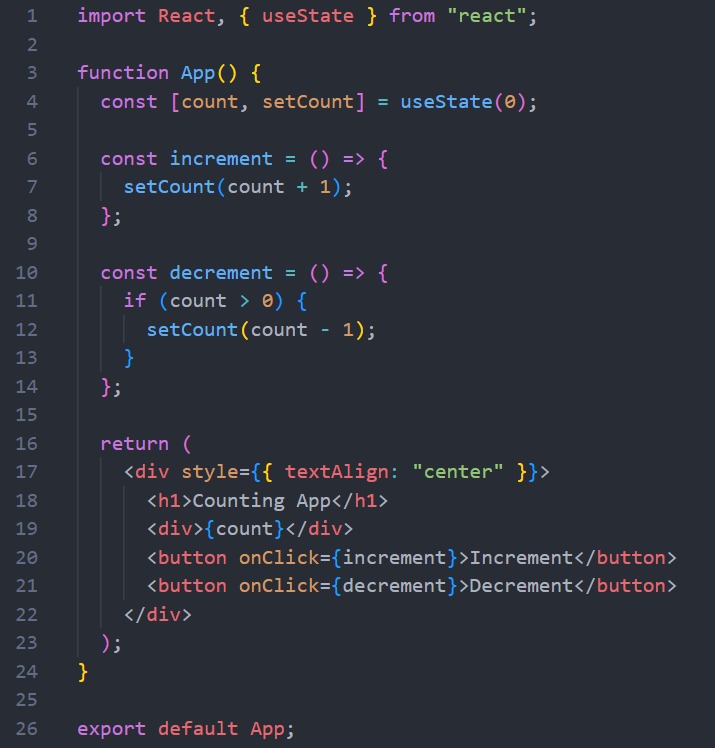 1 import React, { useState } from "react";
2
3 function App() {
4   const [count, setCount] = useState(0);
5
6   const increment = () => {
7     setCount(count + 1);
8   };
9
10   const decrement = () => {
11     if (count > 0) {
12       setCount(count - 1);
13     }
14   };
15
16   return (
17     <div style={{ textAlign: "center" }}>
18       <h1>Counting App</h1>
19       <div>{count}</div>
20       <button onClick={increment}>Increment</button>
21       <button onClick={decrement}>Decrement</button>
22     </div>
23   );
24 }
25
26 export default App;